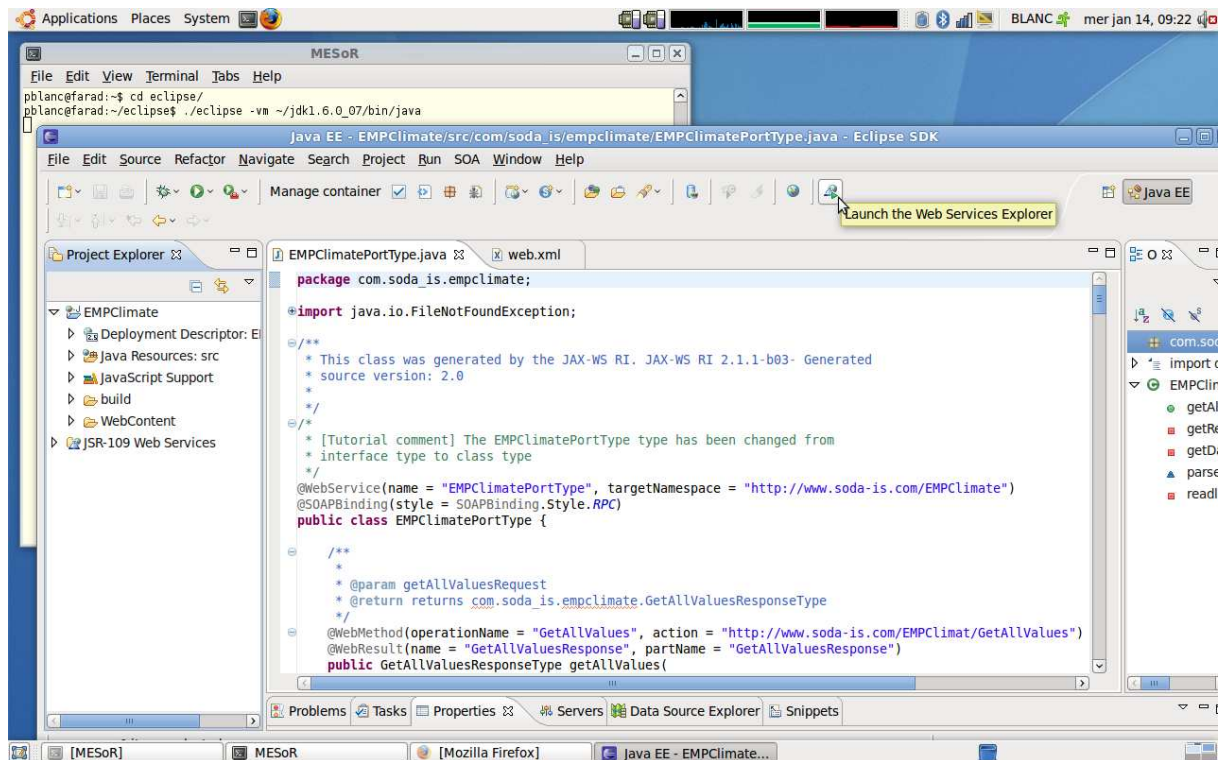 Applications Places System
BLANC mer jan 14, 09:22
MESoR
File Edit View Terminal Tabs Help
pblanc@farad:~$ cd eclipse/
pblanc@farad:~/eclipse$ ./eclipse -vm ~/jdk1.6.0_07/bin/java
Java EE - EMPClimate/src/com/soda_is/empclimate/EMPClimatePortType.java - Eclipse SDK
File Edit Source Refactor Navigate Search Project Run SOA Window Help
Manage container
Java EE
Launch the Web Services Explorer
Project Explorer
EMPClimatePortType.java
web.xml
O
EMPClimate
Deployment Descriptor: E
Java Resources: src
JavaScript Support
build
WebContent
JSR-109 Web Services
package com.soda_is.empclimate;
import java.io.FileNotFoundException;
/**
* This class was generated by the JAX-WS RI. JAX-WS RI 2.1.1-b03- Generated
* source version: 2.0
*
*/
/*
* [Tutorial comment] The EMPClimatePortType type has been changed from
* interface type to class type
*/
@WebService(name = "EMPClimatePortType", targetNamespace = "http://www.soda-is.com/EMPClimate")
@SOAPBinding(style = SOAPBinding.Style.RPC)
public class EMPClimatePortType {
/**
*
* @param getAllValuesRequest
* @return returns com.soda_is.empclimate.GetAllValuesResponseType
*/
@WebMethod(operationName = "GetAllValues", action = "http://www.soda-is.com/EMPClimat/GetAllValues")
@WebResult(name = "GetAllValuesResponse", partName = "GetAllValuesResponse")
public GetAllValuesResponseType getAllValues(
com.soc
import
EMPClim
getAl
getRe
getDa
parse
readl
Problems Tasks Properties Servers Data Source Explorer Snippets
[MESoR] MESoR [Mozilla Firefox] Java EE - EMPClimate...